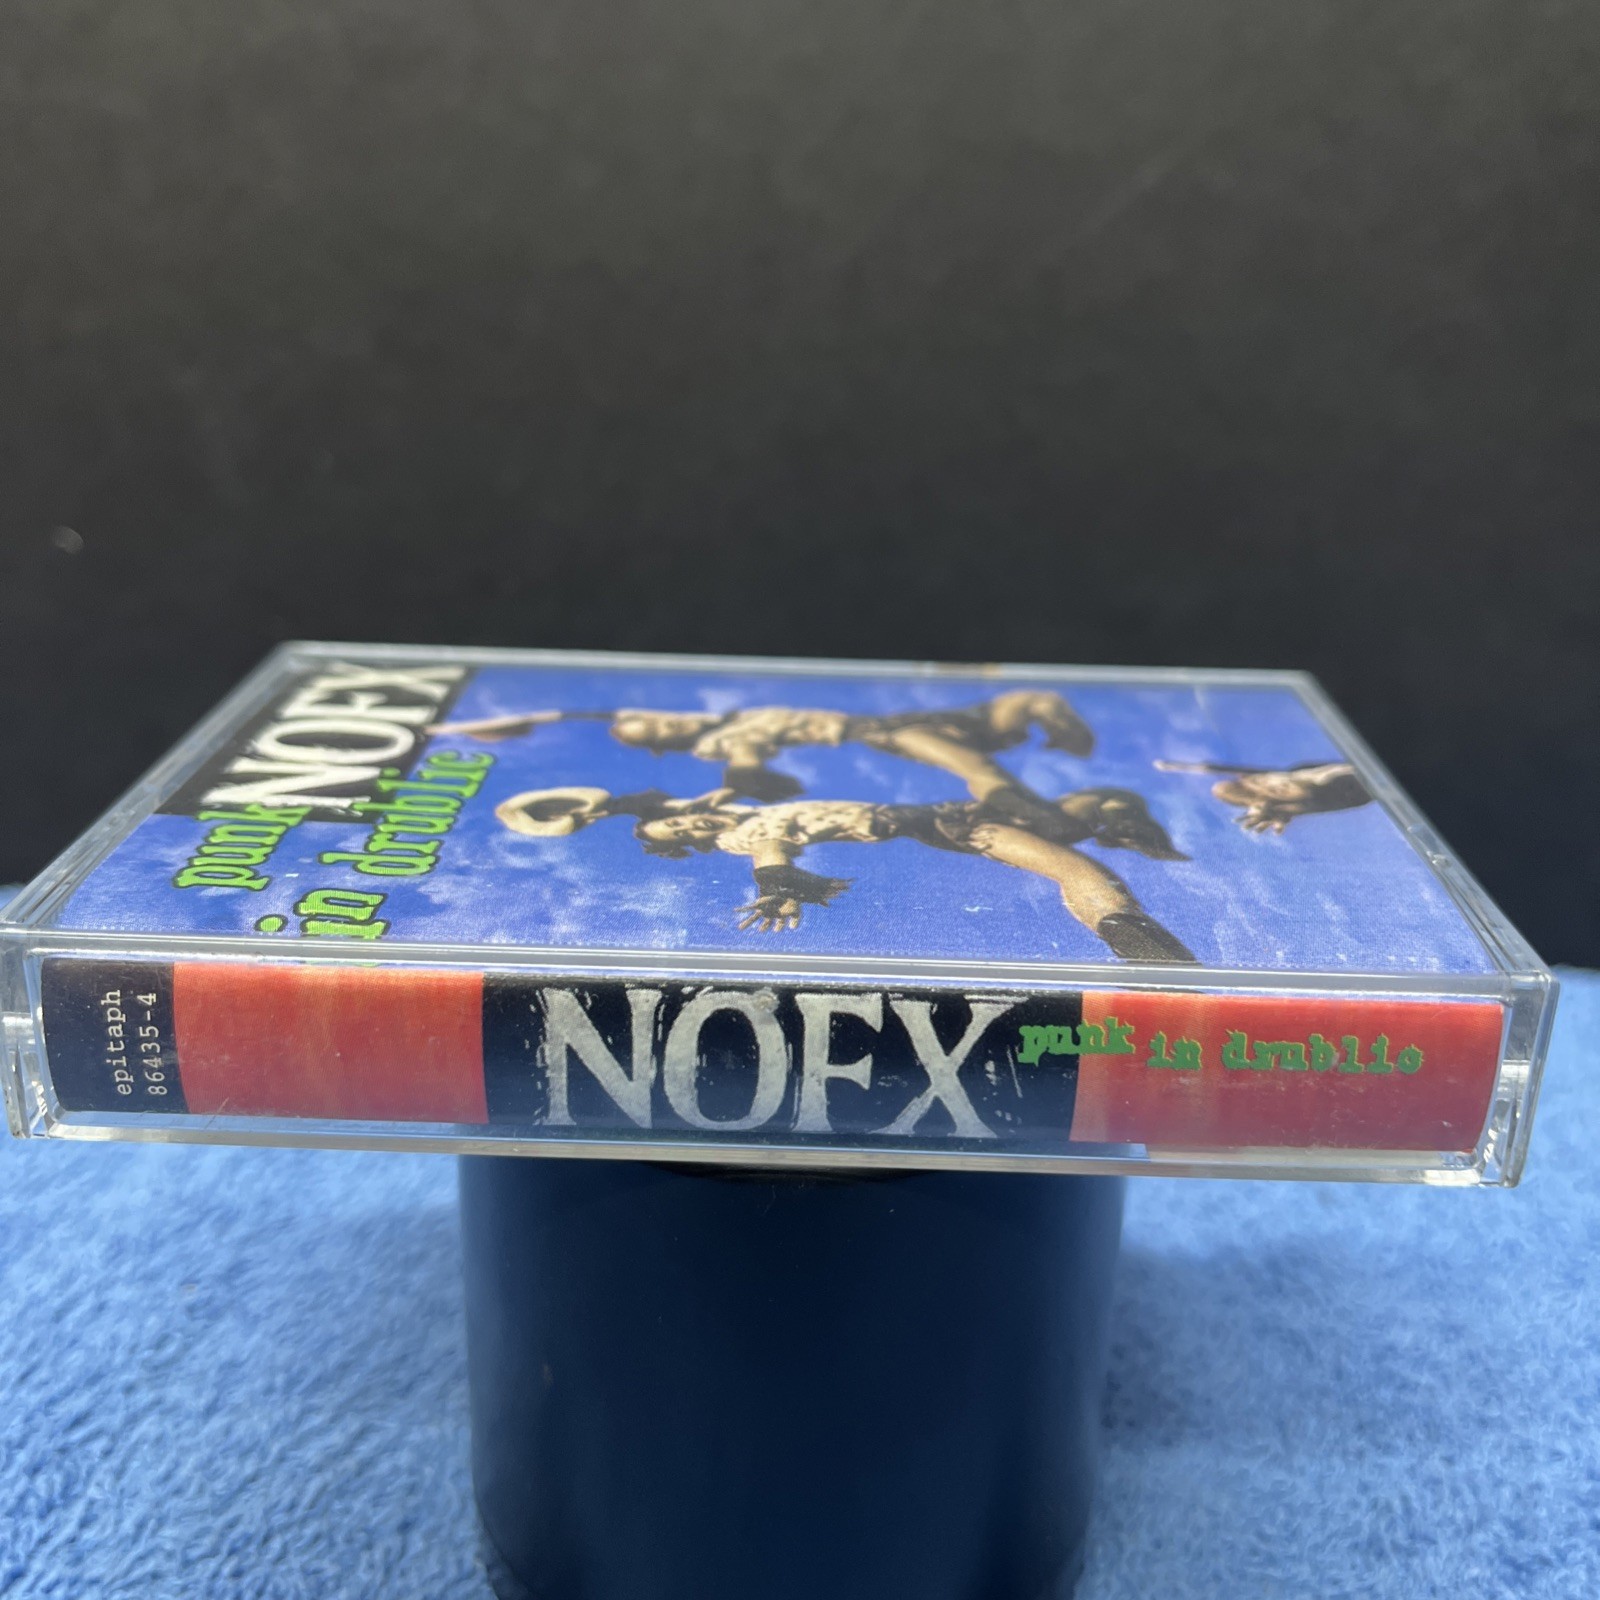 NOFX
punk
in drublic
epitaph
86435-4
NOFX
punk in drublic